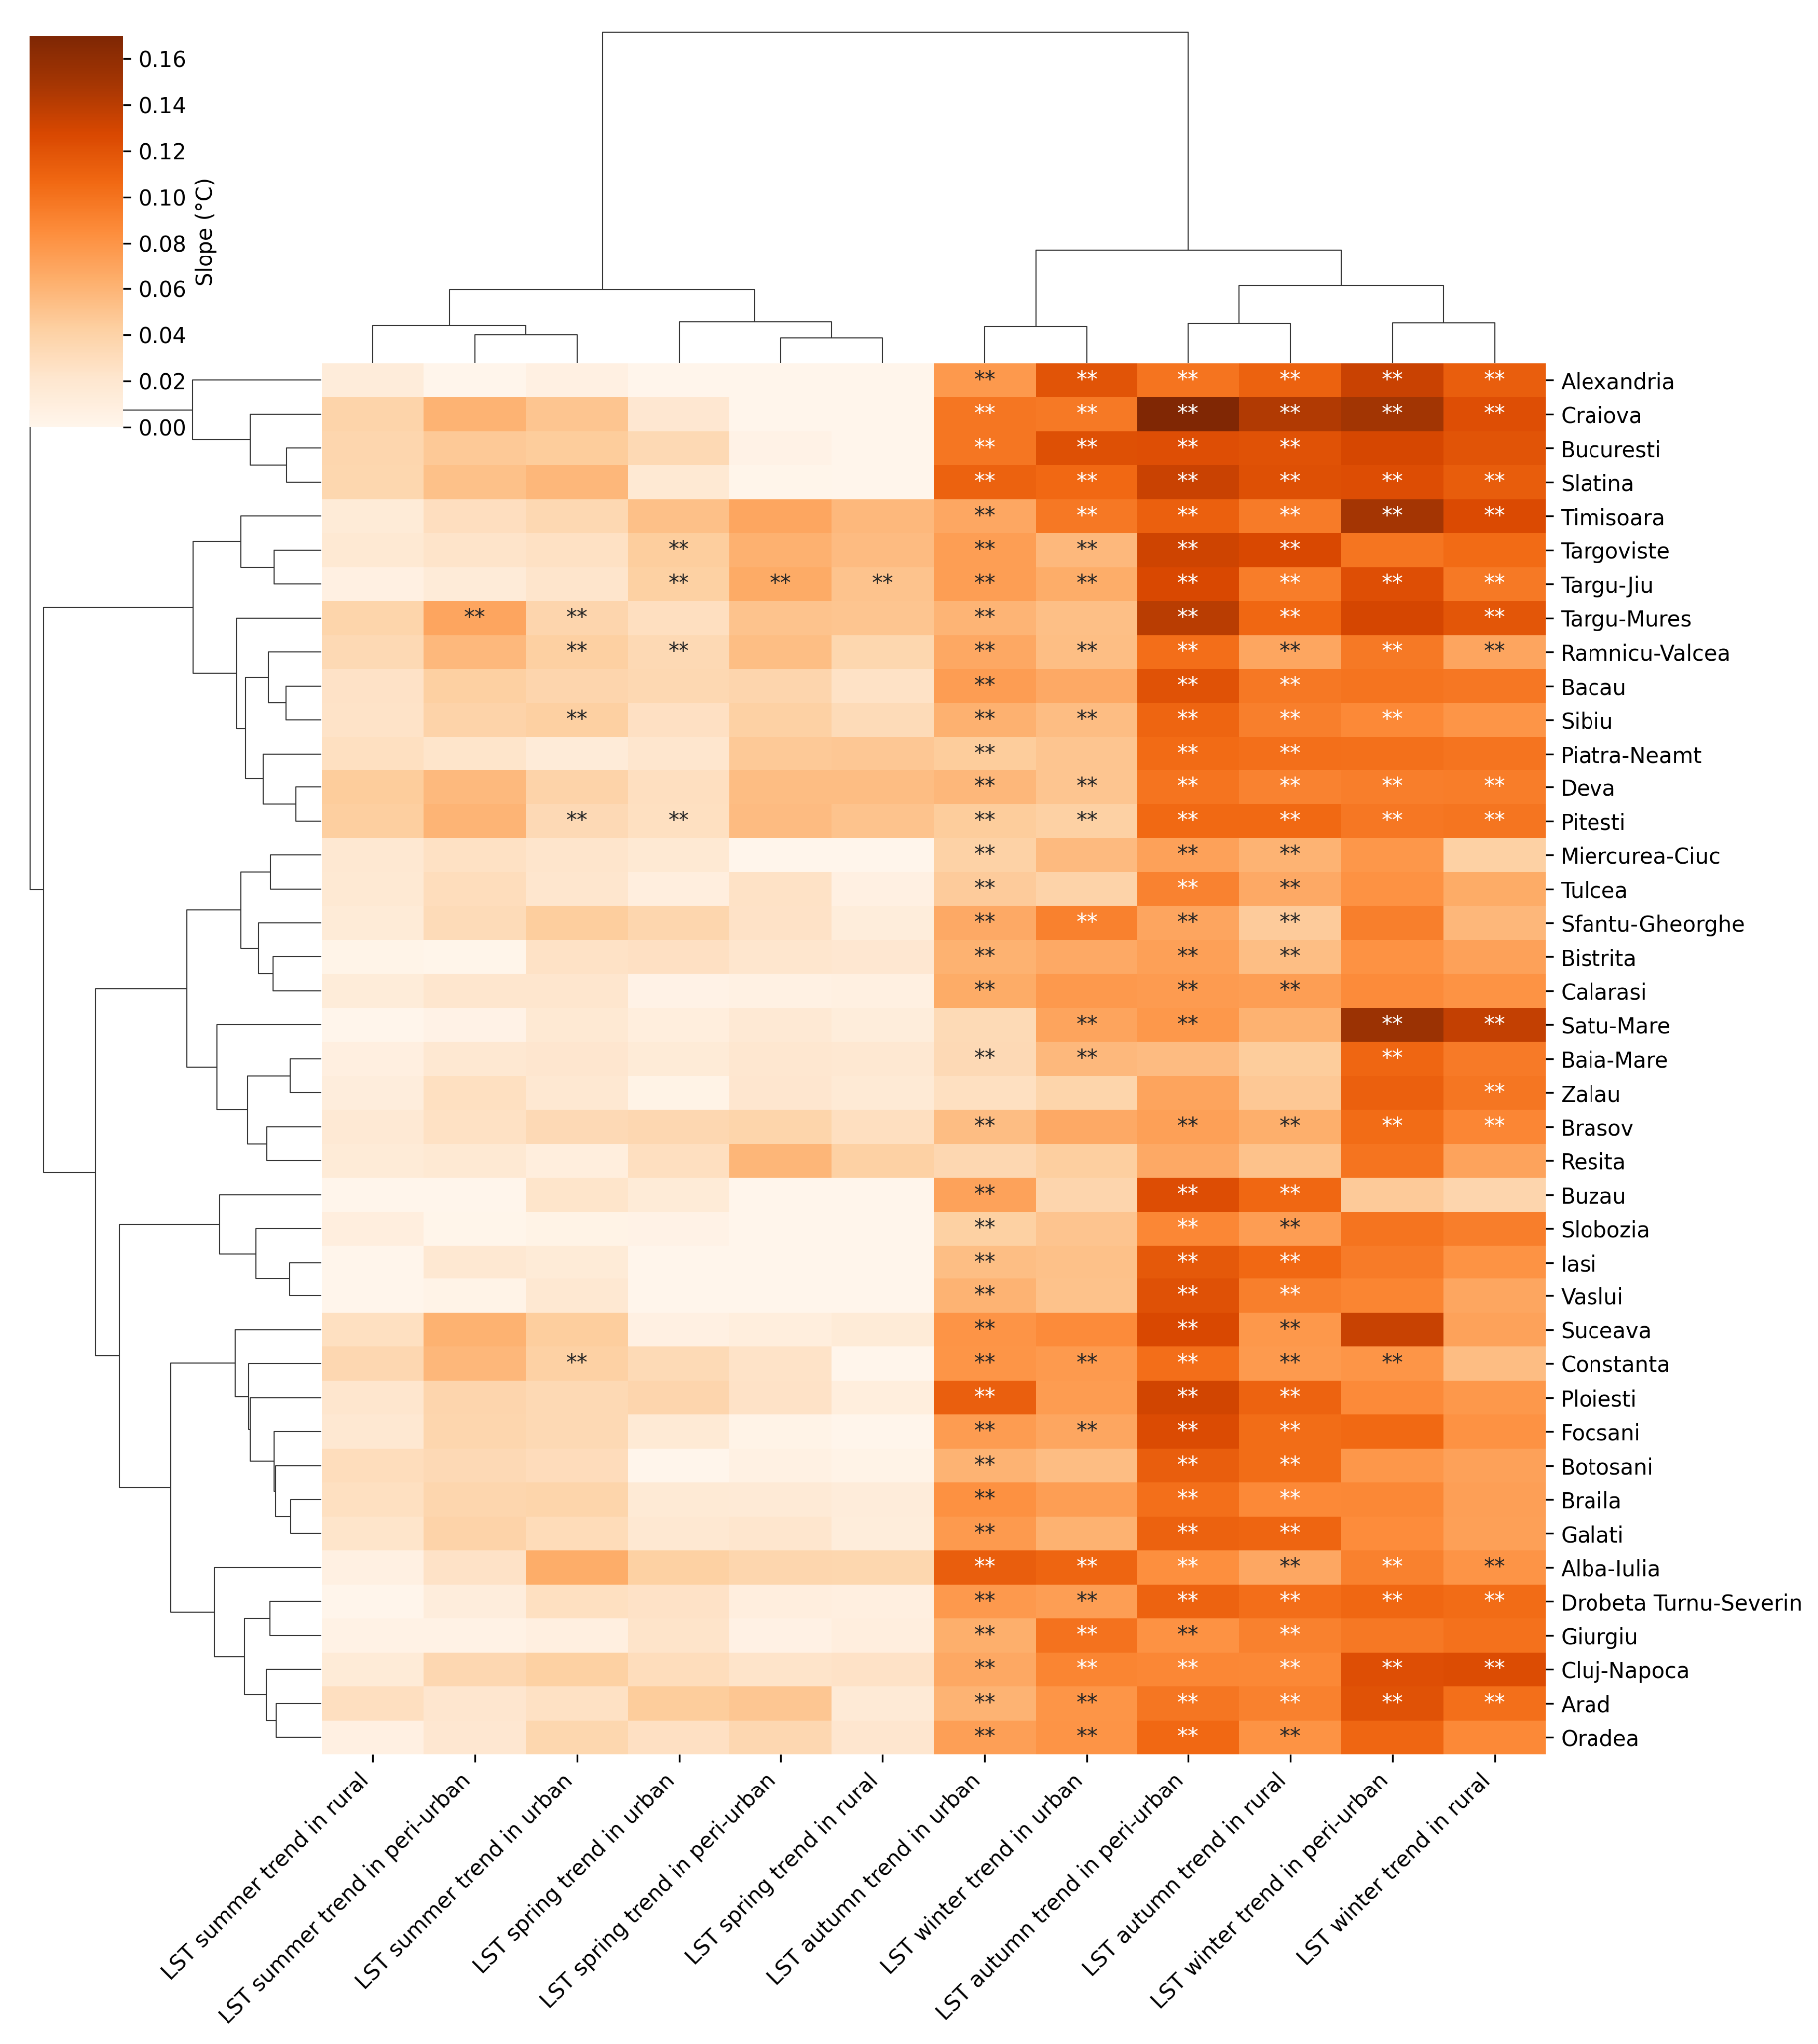 0.16
0.14
0.12
0.10
0.08
0.06
0.04
0.02
0.00
Slope (°C)
** ** ** ** ** ** Alexandria
** ** ** ** ** ** Craiova
** ** ** ** Bucuresti
** ** ** ** ** ** Slatina
** ** ** ** ** ** Timisoara
** ** ** ** ** Targoviste
** ** ** ** ** ** ** ** ** Targu-Jiu
** ** ** ** ** ** Targu-Mures
** ** ** ** ** ** ** ** Ramnicu-Valcea
** ** ** Bacau
** ** ** ** ** ** Sibiu
** ** ** Piatra-Neamt
** ** ** ** ** ** Deva
** ** ** ** ** ** ** ** Pitesti
** ** ** Miercurea-Ciuc
** ** ** Tulcea
** ** ** ** Sfantu-Gheorghe
** ** ** Bistrita
** ** ** Calarasi
** ** ** ** Satu-Mare
** ** ** Baia-Mare
** Zalau
** ** ** ** ** Brasov
Resita
** ** ** Buzau
** ** ** Slobozia
** ** ** Iasi
** ** ** Vaslui
** ** ** Suceava
** ** ** ** ** ** Constanta
** ** ** Ploiesti
** ** ** ** Focsani
** ** ** Botosani
** ** ** Braila
** ** ** Galati
** ** ** ** ** ** Alba-Iulia
** ** ** ** ** ** Drobeta Turnu-Severin
** ** ** ** Giurgiu
** ** ** ** ** ** Cluj-Napoca
** ** ** ** ** ** Arad
** ** ** ** Oradea
LST summer trend in rural
LST summer trend in peri-urban
LST summer trend in urban
LST spring trend in urban
LST spring trend in peri-urban
LST spring trend in rural
LST autumn trend in urban
LST winter trend in urban
LST autumn trend in peri-urban
LST autumn trend in rural
LST winter trend in peri-urban
LST winter trend in rural